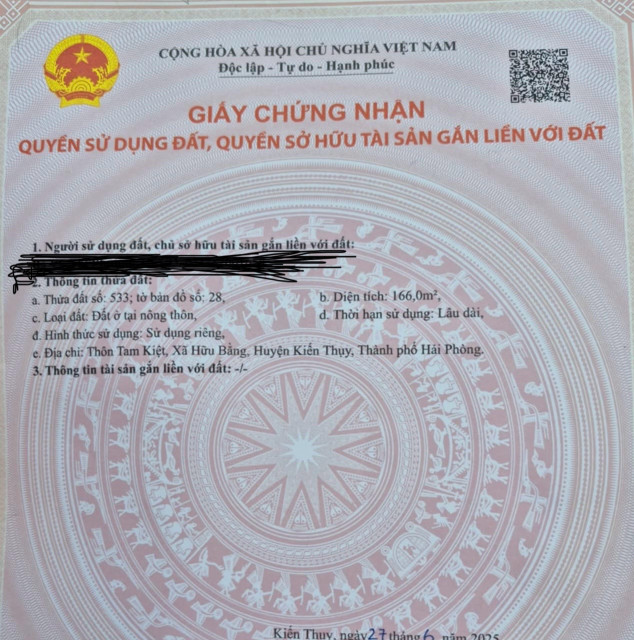 CỘNG HÒA XÃ HỘI CHỦ NGHĨA VIỆT NAM
Độc lập - Tự do - Hạnh phúc
GIẤY CHỨNG NHẬN
QUYỀN SỬ DỤNG ĐẤT, QUYỀN SỞ HỮU TÀI SẢN GẮN LIỀN VỚI ĐẤT
1. Người sử dụng đất, chủ sở hữu tài sản gắn liền với đất:
2. Thông tin thửa đất:
a. Thửa đất số: 533; tờ bản đồ số: 28, b. Diện tích: 166,0m²,
c. Loại đất: Đất ở tại nông thôn, d. Thời hạn sử dụng: Lâu dài,
đ. Hình thức sử dụng: Sử dụng riêng,
e. Địa chỉ: Thôn Tam Kiệt, Xã Hữu Bằng, Huyện Kiến Thụy, Thành phố Hải Phòng.
3. Thông tin tài sản gắn liền với đất: -/-
Kiến Thụy, ngày 27 tháng 6 năm 2025